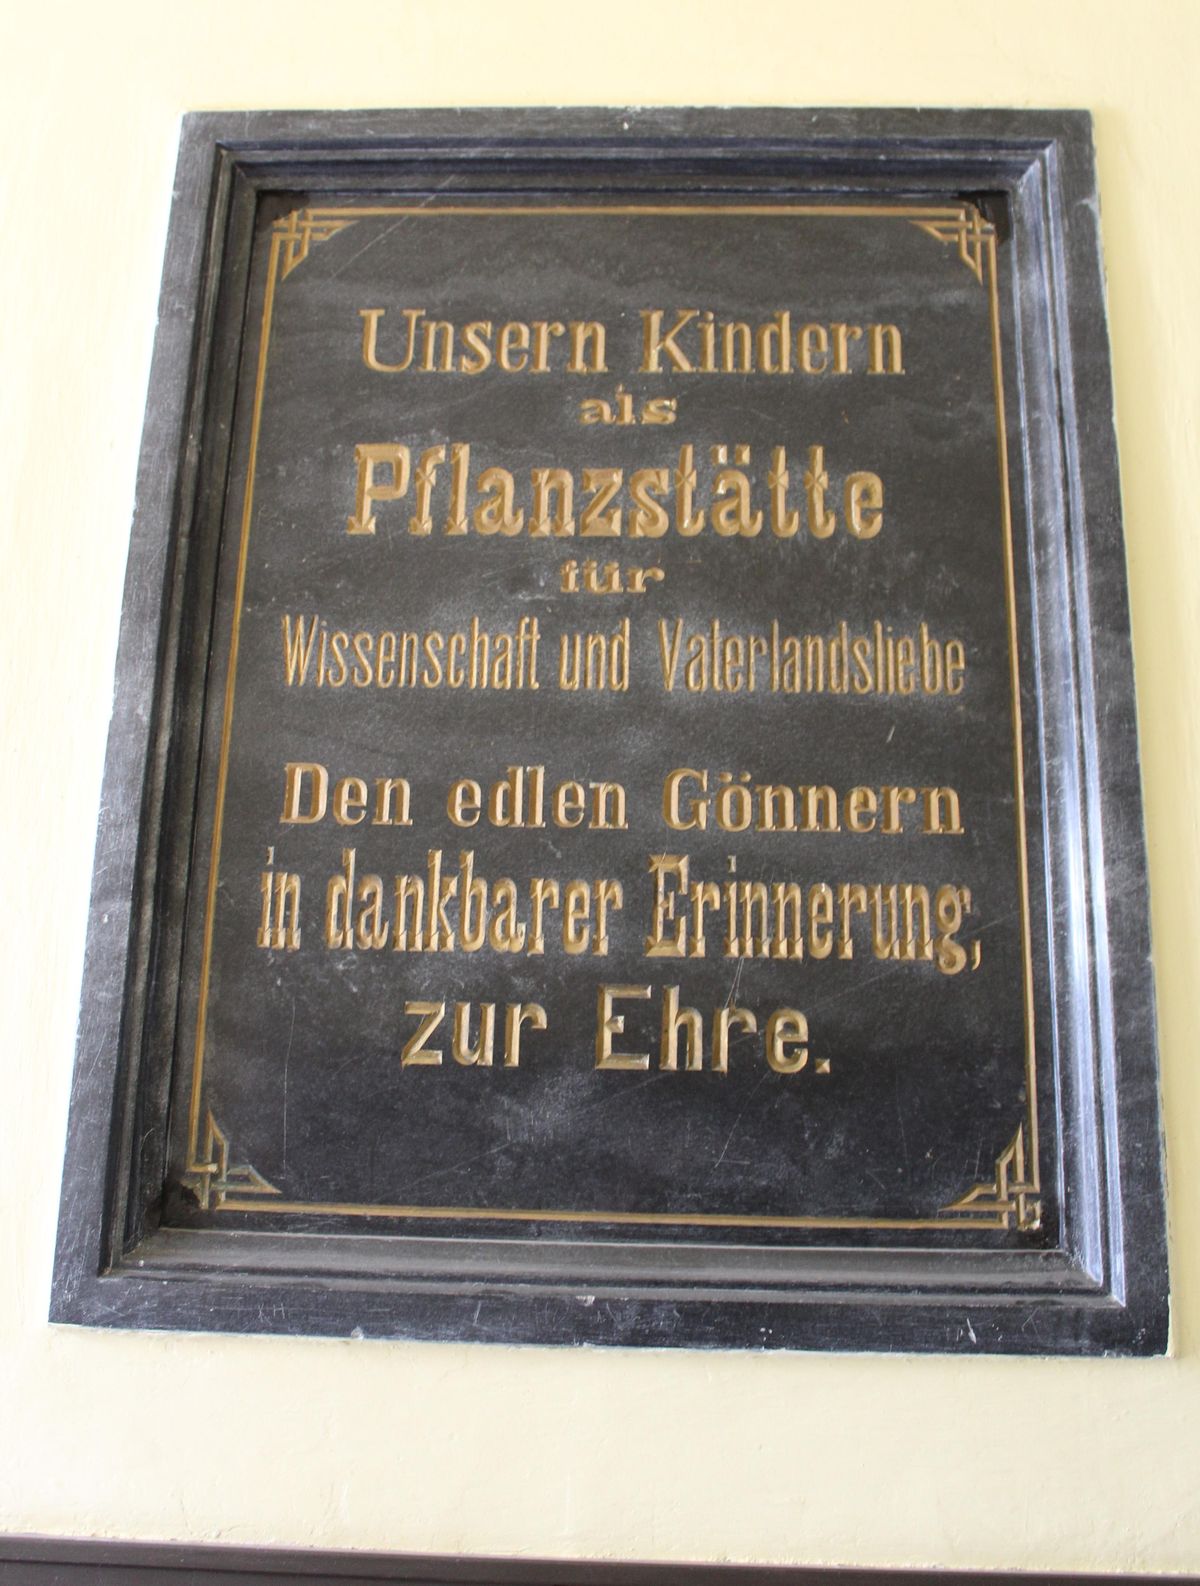 Unsern Kindern
als
Pflanzstätte
für
Wissenschaft und Vaterlandsliebe
Den edlen Gönnern
in dankbarer Erinnerung,
zur Ehre.